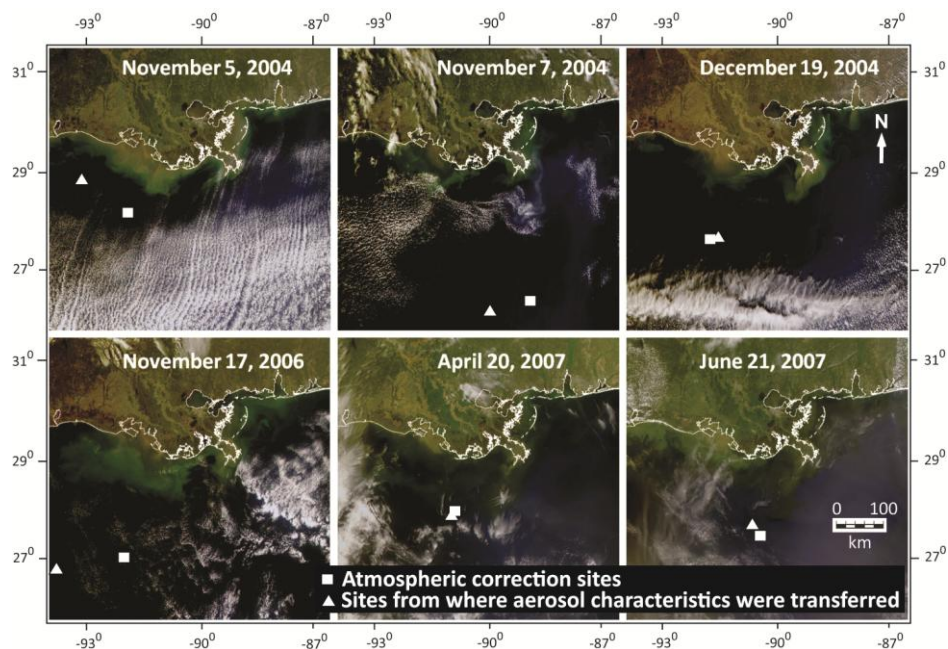 -93⁰ -90⁰ -87⁰ -93⁰ -90⁰ -87⁰ -93⁰ -90⁰ -87⁰
November 5, 2004 November 7, 2004 December 19, 2004
31⁰ 31⁰
N
29⁰ 29⁰
27⁰ 27⁰
November 17, 2006 April 20, 2007 June 21, 2007
31⁰ 31⁰
29⁰ 29⁰
0 100
km
27⁰ 27⁰
Atmospheric correction sites
Sites from where aerosol characteristics were transferred
-93⁰ -90⁰ -87⁰ -93⁰ -90⁰ -87⁰ -93⁰ -90⁰ -87⁰